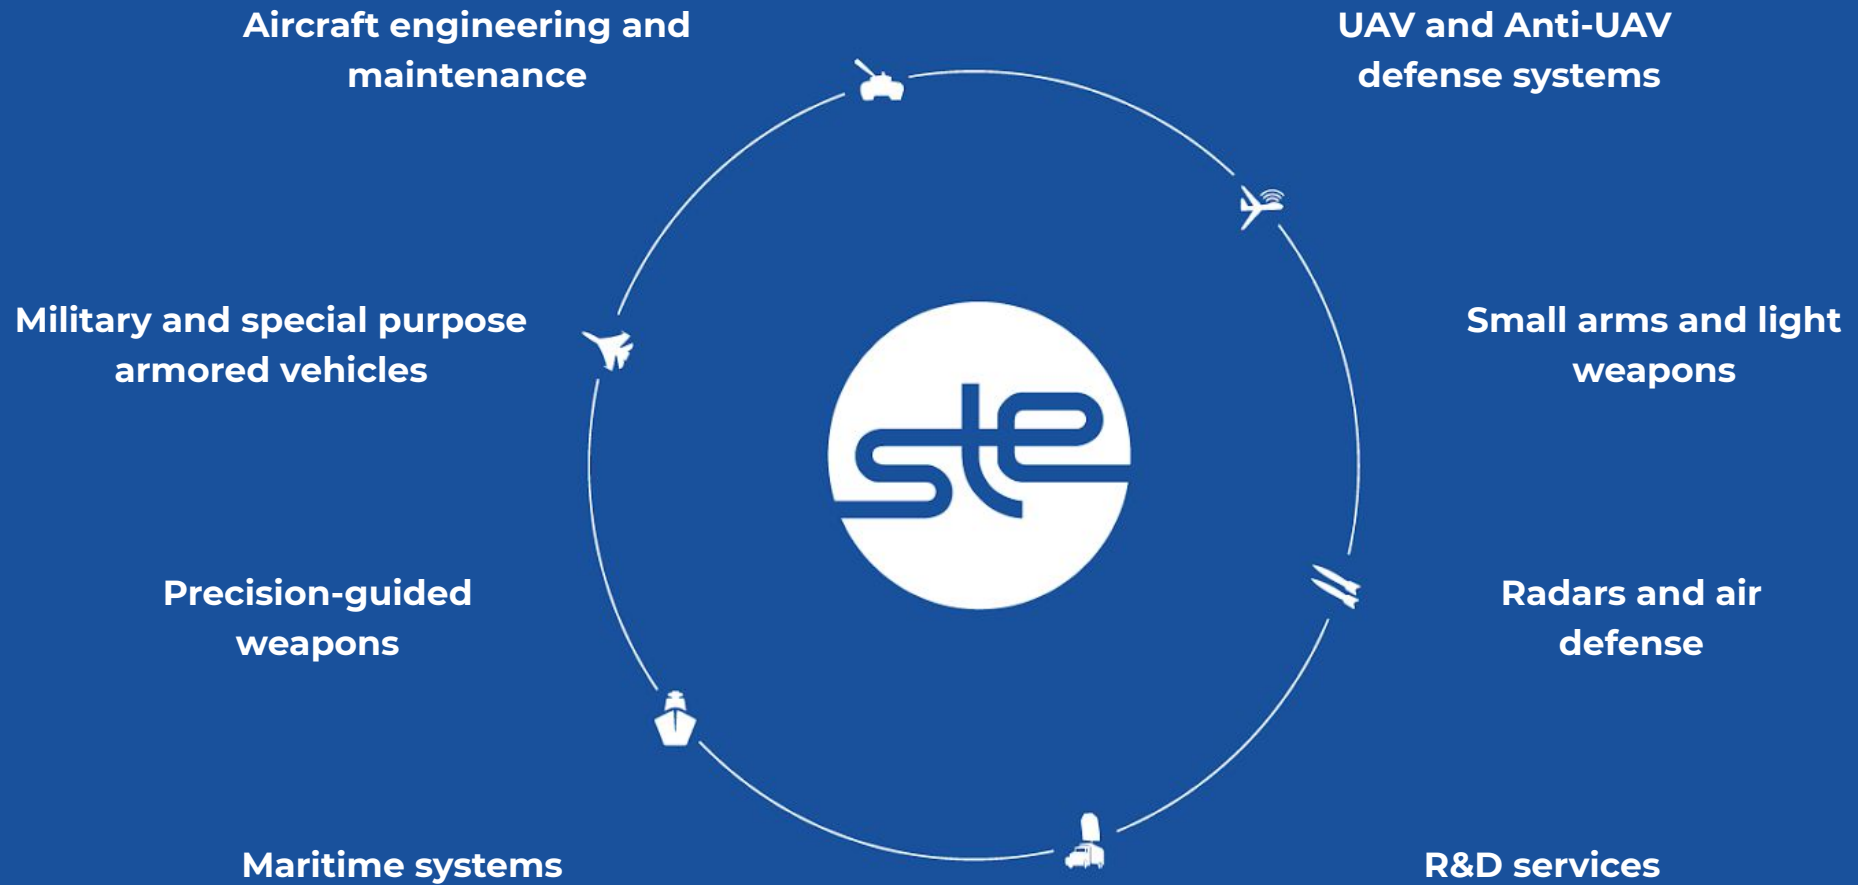 Aircraft engineering and
maintenance
UAV and Anti-UAV
defense systems
Military and special purpose
armored vehicles
Small arms and light
weapons
ste
Precision-guided
weapons
Radars and air
defense
Maritime systems
R&D services